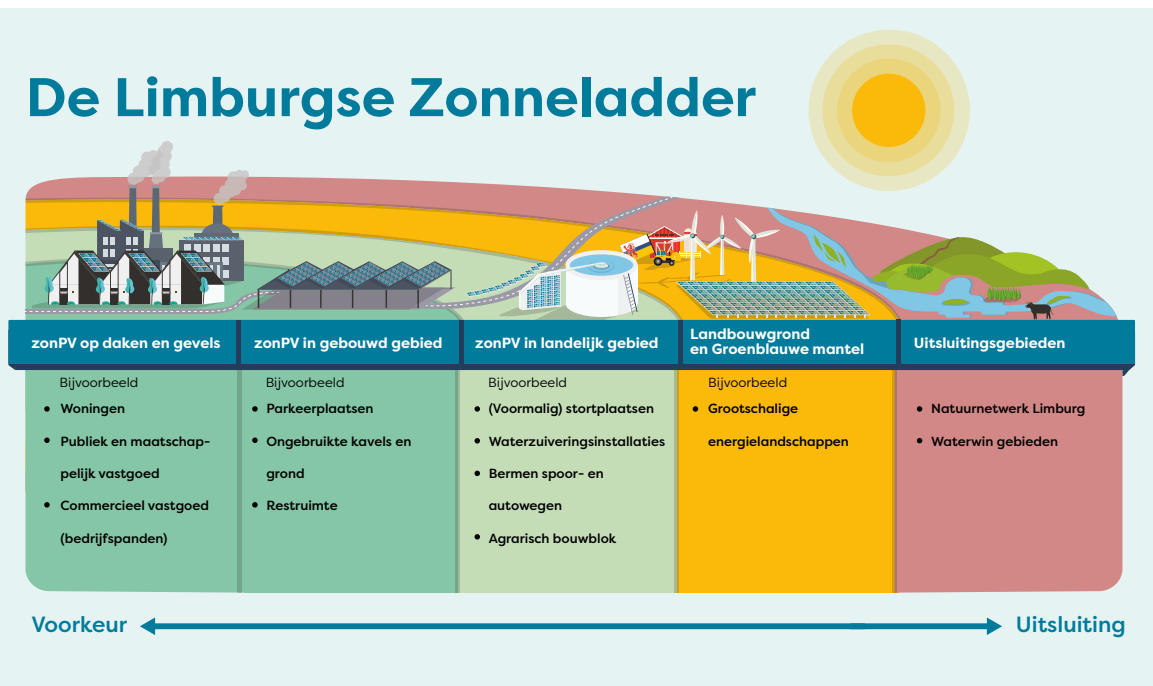 De Limburgse Zonneladder
zonPV op daken en gevels
Bijvoorbeeld
• Woningen
• Publiek en maatschap-
pelijk vastgoed
• Commercieel vastgoed
(bedrijfspanden)
zonPV in gebouwd gebied
Bijvoorbeeld
• Parkeerplaatsen
• Ongebruikte kavels en
grond
• Restruimte
zonPV in landelijk gebied
Bijvoorbeeld
• (Voormalig) stortplaatsen
• Waterzuiveringsinstallaties
• Bermen spoor- en
autowegen
• Agrarisch bouwblok
Landbouwgrond
en Groenblauwe mantel
Bijvoorbeeld
• Grootschalige
energielandschappen
Uitsluitingsgebieden
• Natuurnetwerk Limburg
• Waterwin gebieden
Voorkeur
Uitsluiting